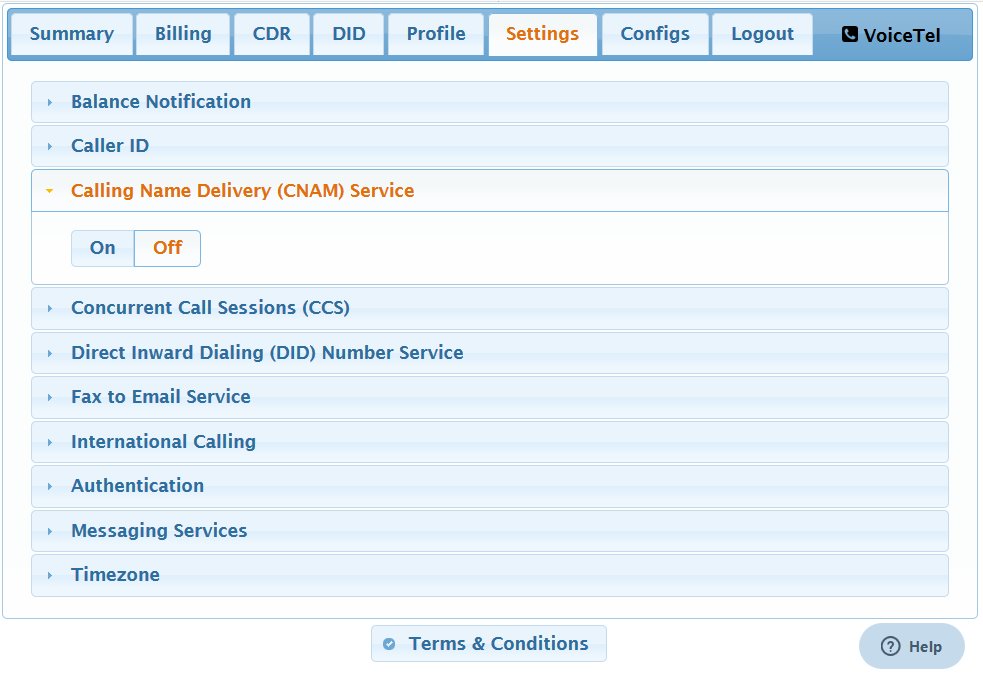 Summary Billing CDR DID Profile Settings Configs Logout VoiceTel
Balance Notification
Caller ID
Calling Name Delivery (CNAM) Service
On Off
Concurrent Call Sessions (CCS)
Direct Inward Dialing (DID) Number Service
Fax to Email Service
International Calling
Authentication
Messaging Services
Timezone
Terms & Conditions
Help